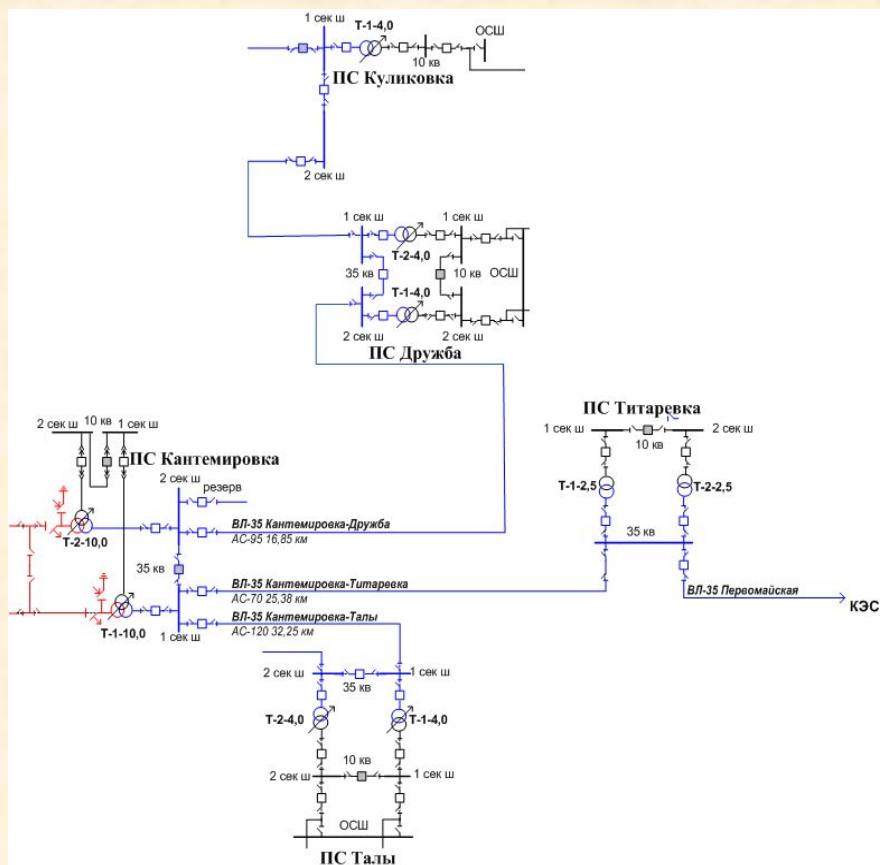 1 сек ш
Т-1-4,0
ОСШ
10 кв
ПС Куликовка
2 сек ш
1 сек ш
1 сек ш
Т-2-4,0
35 кв
10 кв
ОСШ
Т-1-4,0
2 сек ш
2 сек ш
ПС Дружба
ПС Титаревка
1 сек ш
10 кв
2 сек ш
Т-1-2,5
Т-2-2,5
35 кв
ВЛ-35 Первомайская
КЭС
2 сек ш
10 кв
1 сек ш
ПС Кантемировка
2 сек ш
резерв
Т-2-10,0
ВЛ-35 Кантемировка-Дружба
АС-95 16,85 км
35 кв
ВЛ-35 Кантемировка-Титаревка
АС-70 25,38 км
ВЛ-35 Кантемировка-Талы
АС-120 32,25 км
Т-1-10,0
1 сек ш
2 сек ш
35 кв
1 сек ш
Т-2-4,0
Т-1-4,0
10 кв
2 сек ш
1 сек ш
ОСШ
ПС Талы